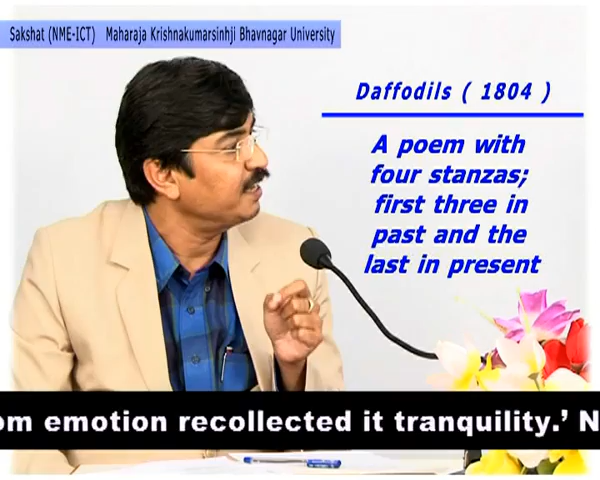 Sakshat (NME-ICT) Maharaja Krishnakumarsinhji Bhavnagar University
Daffodils ( 1804 )
A poem with
four stanzas;
first three in
past and the
last in present
om emotion recollected it tranquility.’ N